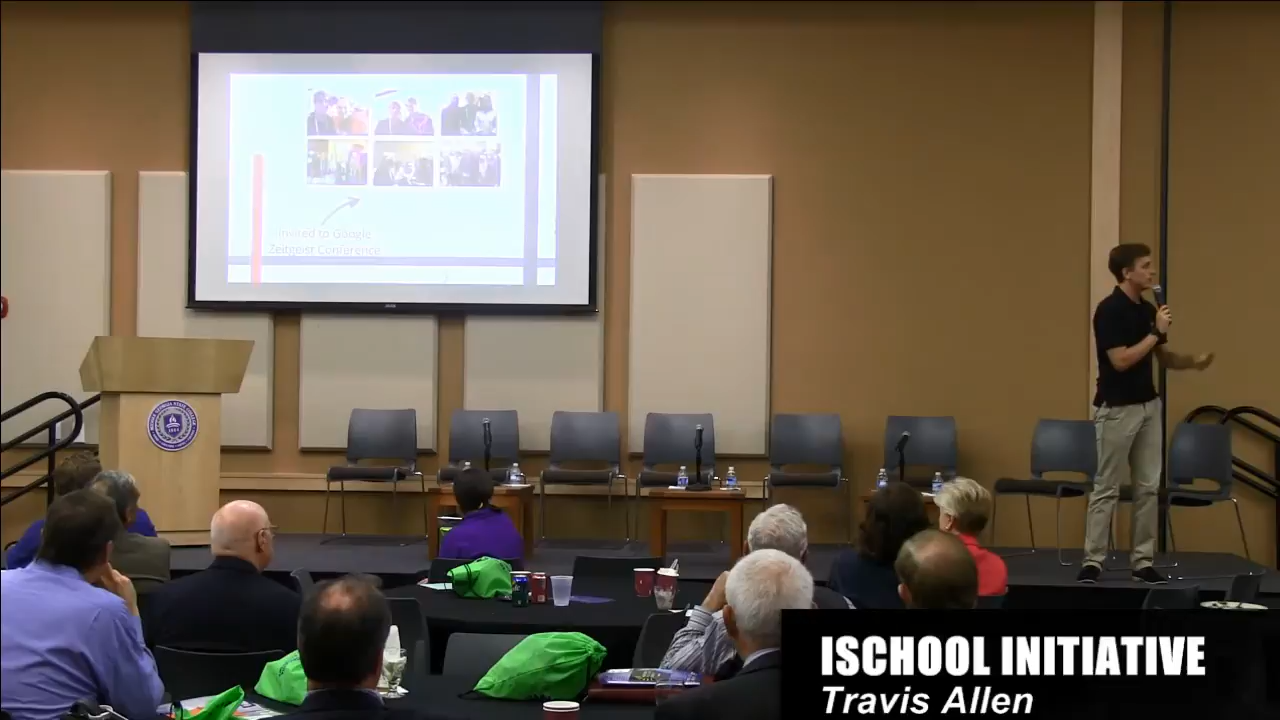 Invited to Google
Zeitgeist Conference
ISCHOOL INITIATIVE
Travis Allen